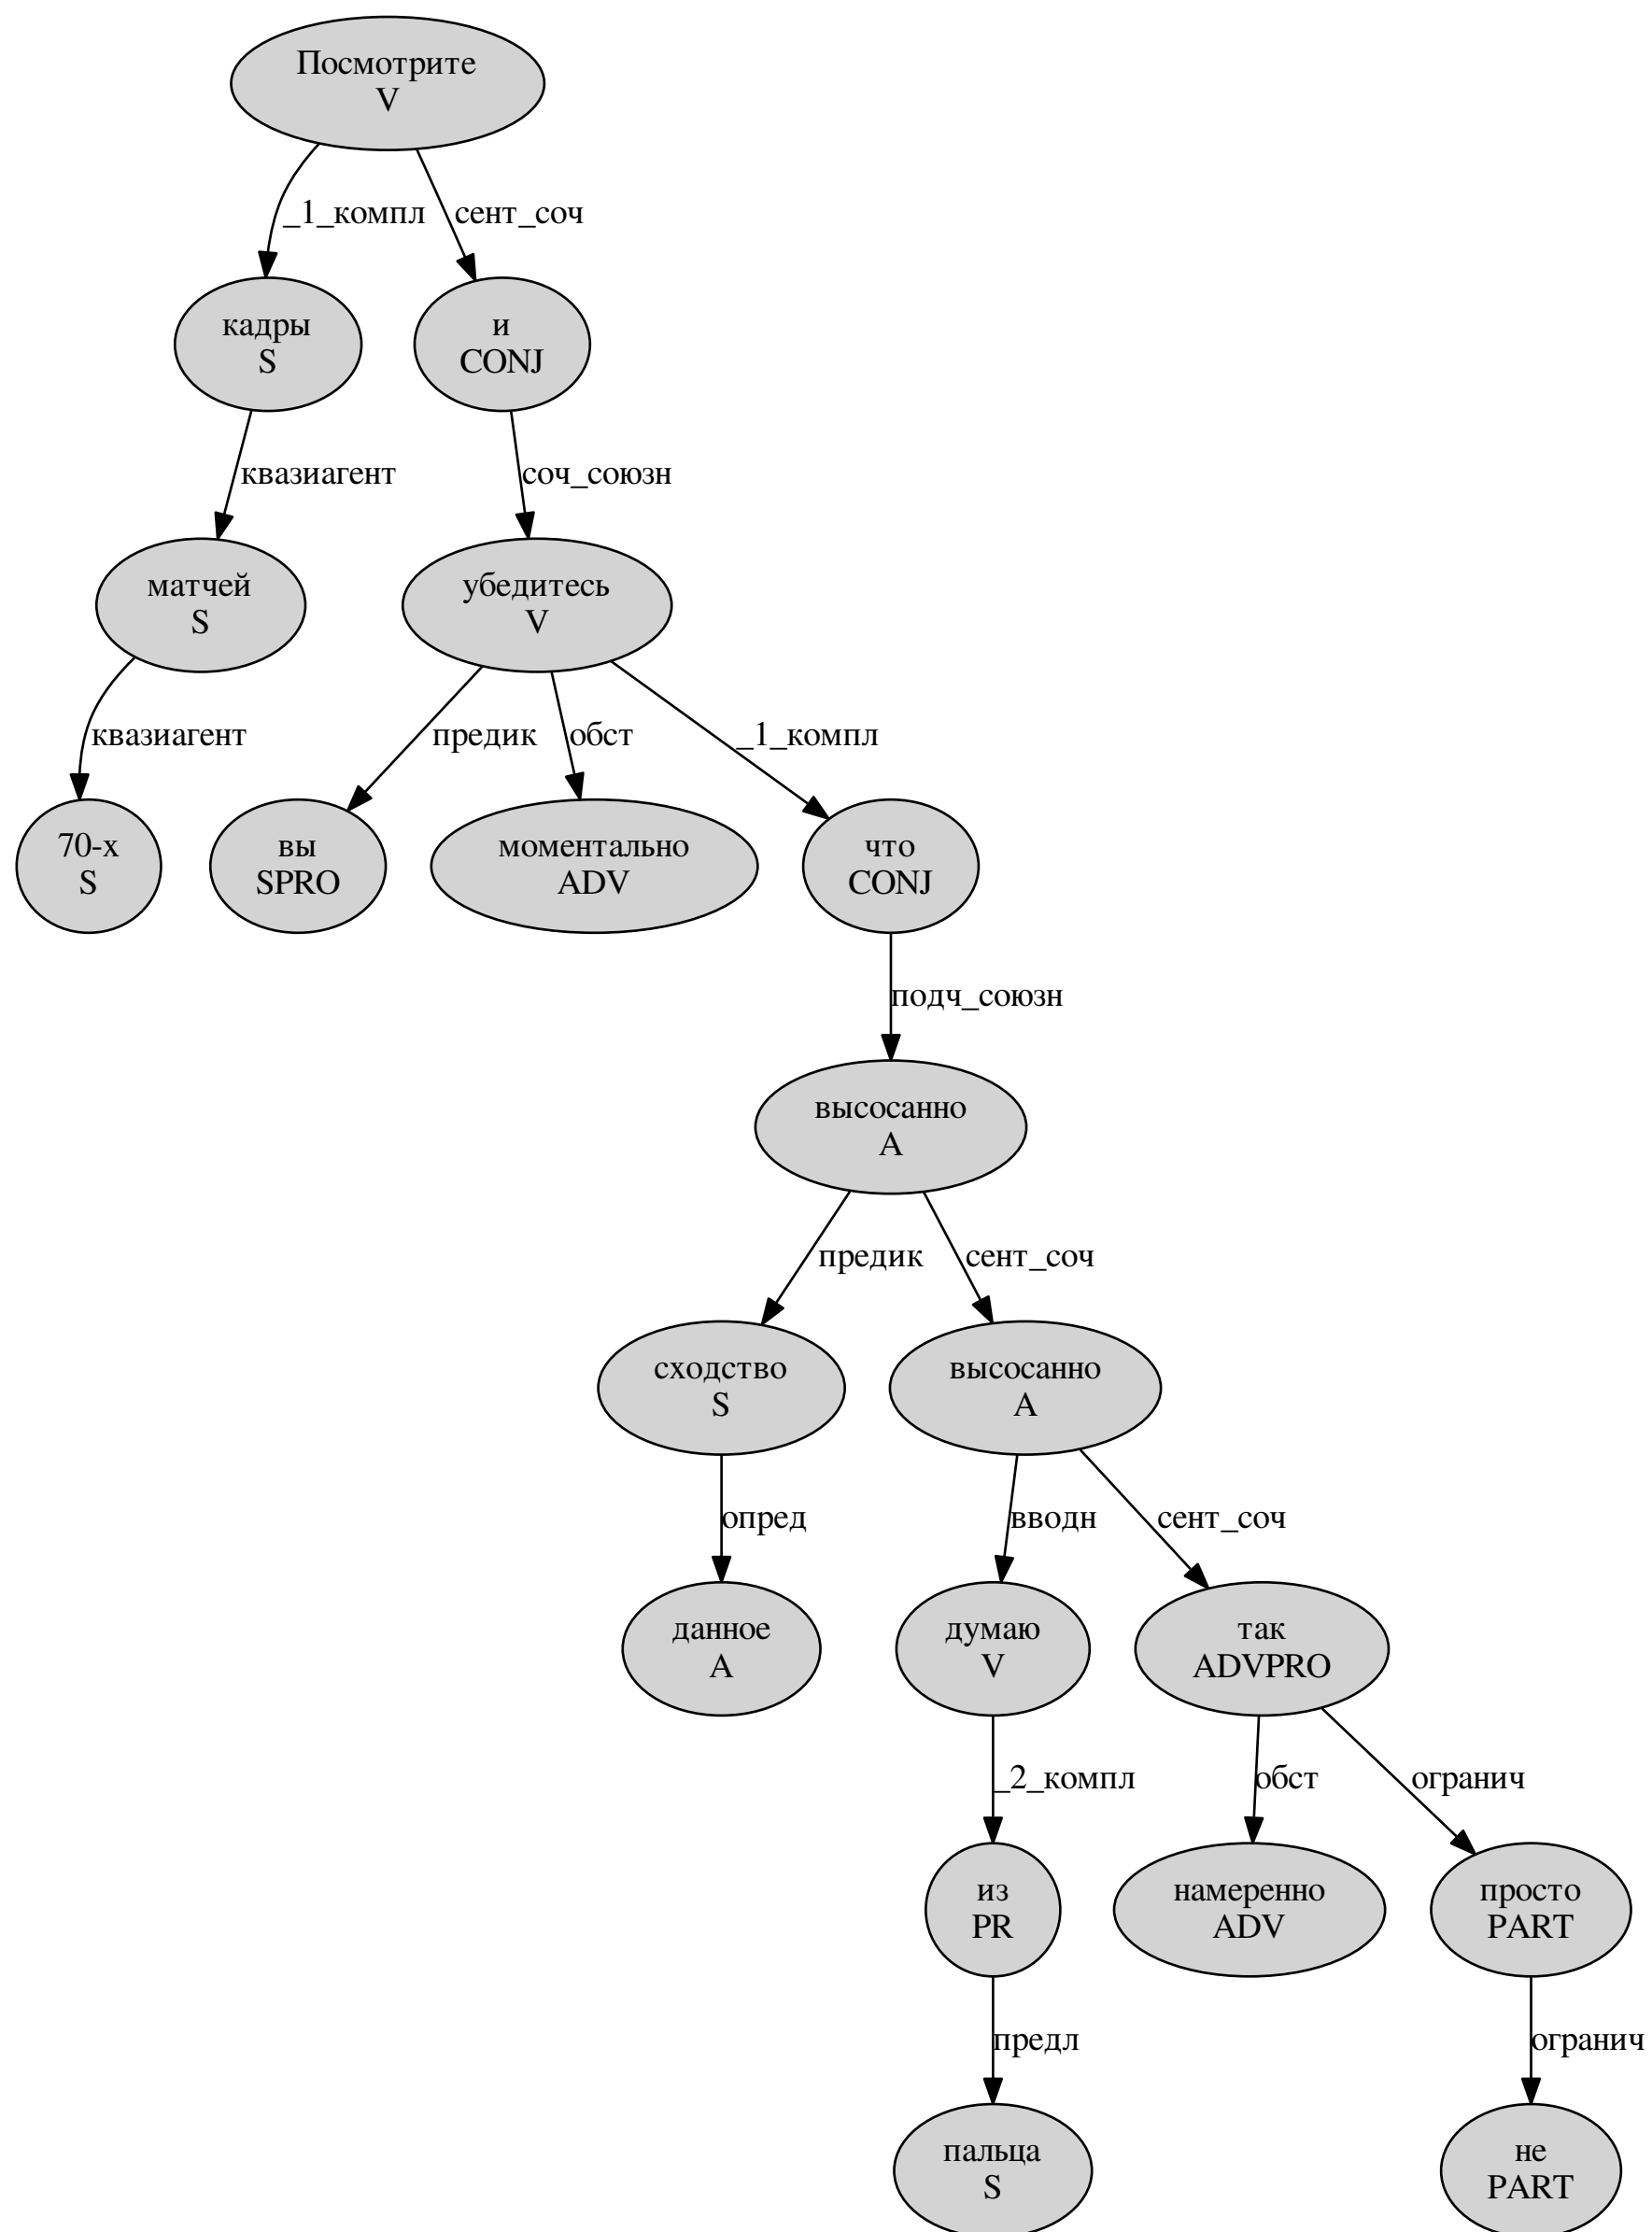 Посмотрите
V
_1_компл
сент_соч
кадры
S
и
CONJ
квазиагент
соч_союзн
матчей
S
убедитесь
V
квазиагент
предик
обст
_1_компл
70-х
S
вы
SPRO
моментально
ADV
что
CONJ
подч_союзн
высосанно
A
предик
сент_соч
сходство
S
высосанно
A
опред
вводн
сент_соч
данное
A
думаю
V
так
ADVPRO
_2_компл
обст
огранич
из
PR
намеренно
ADV
просто
PART
предл
огранич
пальца
S
не
PART